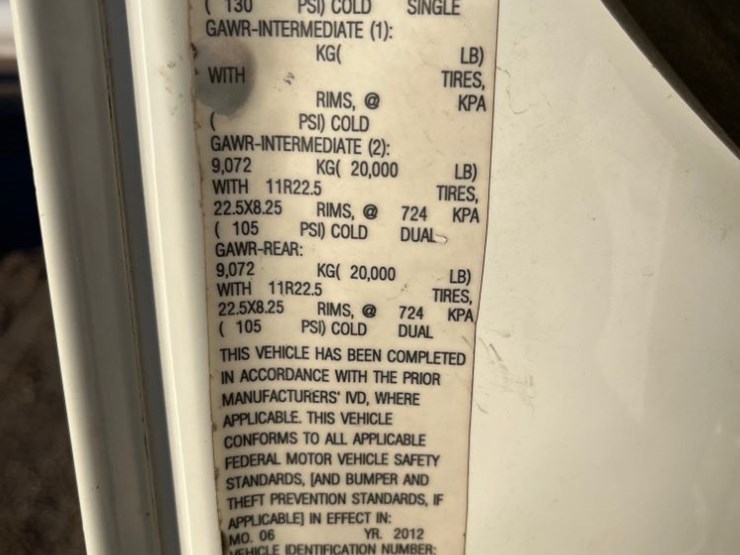 ( 130 PSI) COLD SINGLE
GAWR-INTERMEDIATE (1):
KG( LB)
WITH TIRES,
RIMS, @ KPA
( PSI) COLD
GAWR-INTERMEDIATE (2):
9,072 KG( 20,000 LB)
WITH 11R22.5 TIRES,
22.5X8.25 RIMS, @ 724 KPA
( 105 PSI) COLD DUAL
GAWR-REAR:
9,072 KG( 20,000 LB)
WITH 11R22.5 TIRES,
22.5X8.25 RIMS, @ 724 KPA
( 105 PSI) COLD DUAL
THIS VEHICLE HAS BEEN COMPLETED
IN ACCORDANCE WITH THE PRIOR
MANUFACTURERS' IVD, WHERE
APPLICABLE. THIS VEHICLE
CONFORMS TO ALL APPLICABLE
FEDERAL MOTOR VEHICLE SAFETY
STANDARDS, [AND BUMPER AND
THEFT PREVENTION STANDARDS, IF
APPLICABLE] IN EFFECT IN:
MO. 06 YR. 2012
VEHICLE IDENTIFICATION NUMBER: